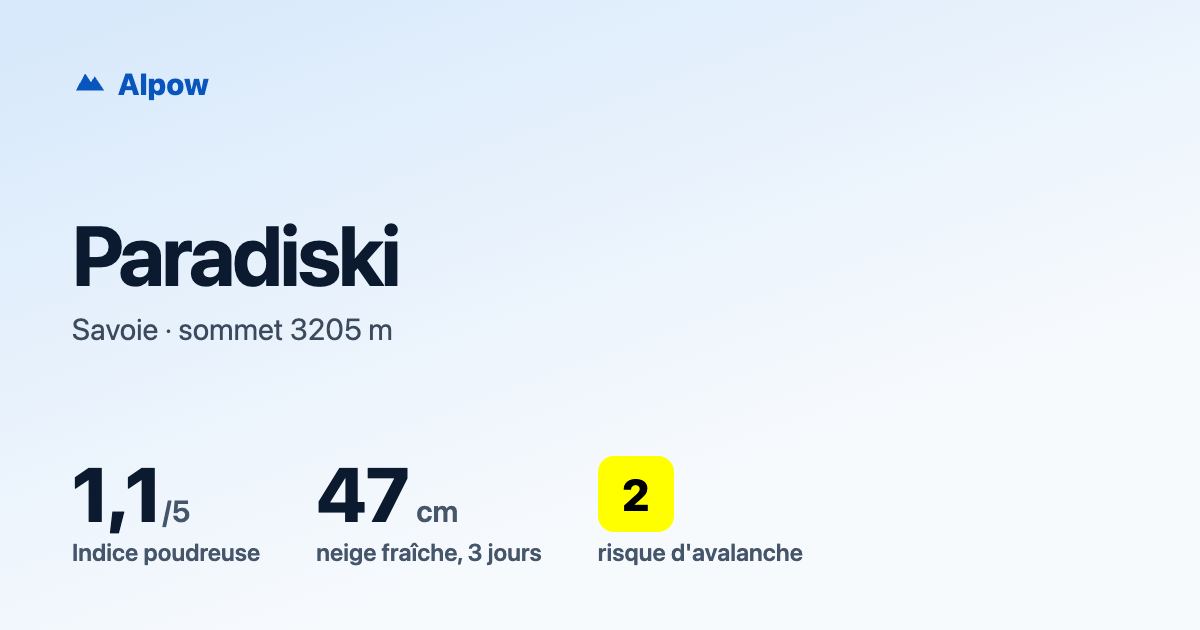 Alpow
Paradiski
Savoie · sommet 3205 m
1,1/5
Indice poudreuse
47 cm
neige fraîche, 3 jours
2
risque d'avalanche